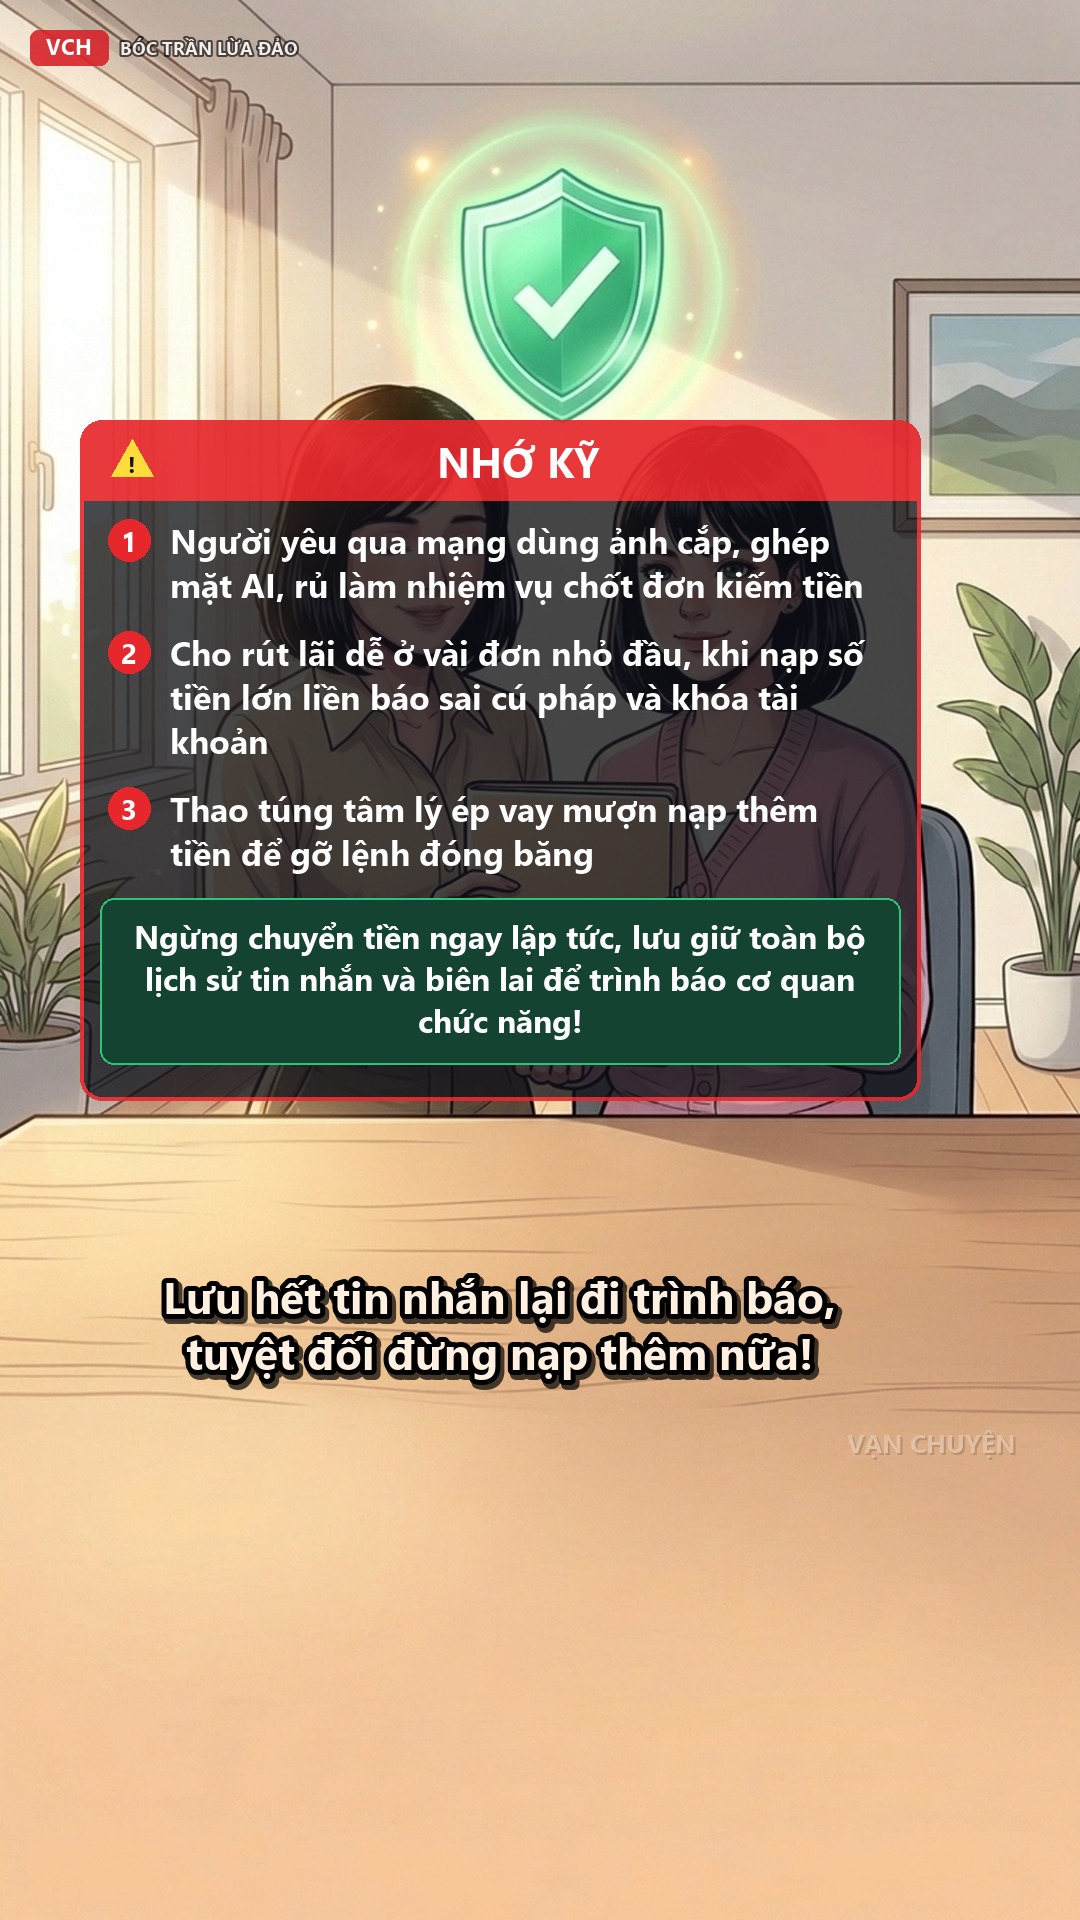 VCH BÓC TRẦN LỪA ĐẢO
NHỚ KỸ
1 Người yêu qua mạng dùng ảnh cắp, ghép
mặt AI, rủ làm nhiệm vụ chốt đơn kiếm tiền
2 Cho rút lãi dễ ở vài đơn nhỏ đầu, khi nạp số
tiền lớn liền báo sai cú pháp và khóa tài
khoản
3 Thao túng tâm lý ép vay mượn nạp thêm
tiền để gỡ lệnh đóng băng
Ngừng chuyển tiền ngay lập tức, lưu giữ toàn bộ
lịch sử tin nhắn và biên lai để trình báo cơ quan
chức năng!
Lưu hết tin nhắn lại đi trình báo,
tuyệt đối đừng nạp thêm nữa!
VẠN CHUYỆN